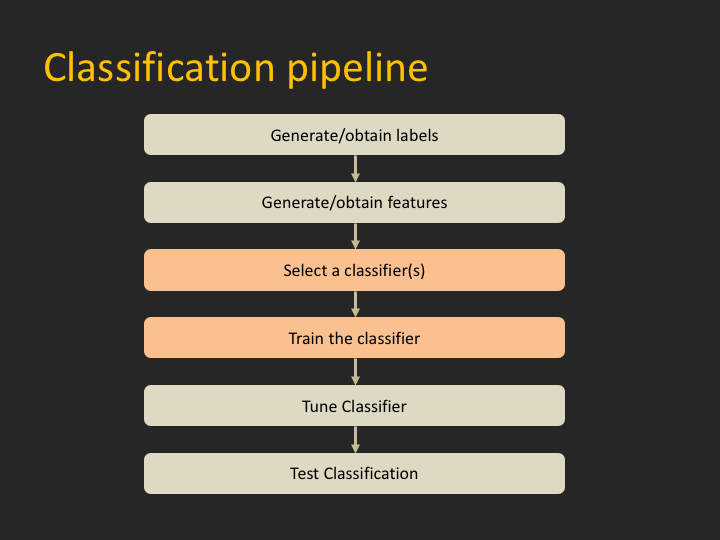 Classification pipeline
Generate/obtain labels
Generate/obtain features
Select a classifier(s)
Train the classifier
Tune Classifier
Test Classification